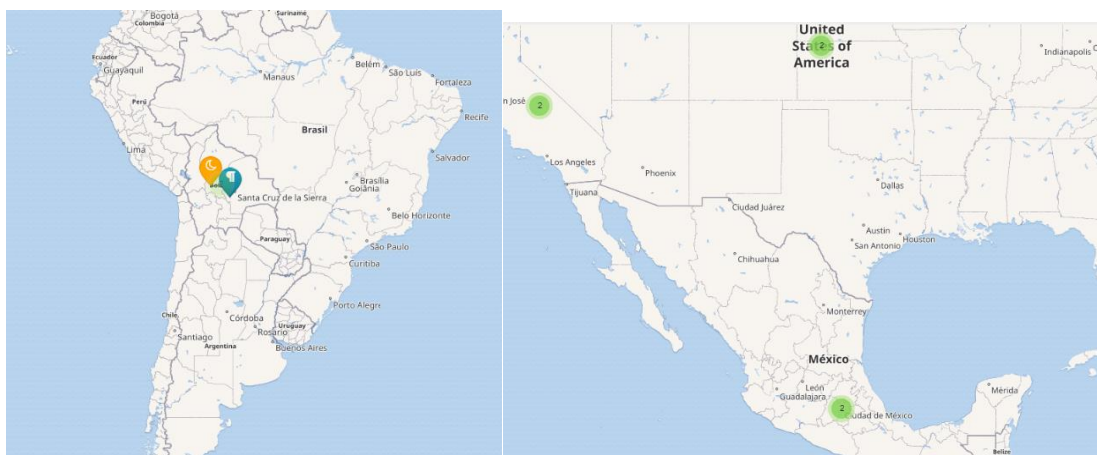 Bogotá
Colombia
Suriname
Ecuador
Guayaquil
Manaus
Belém
São Luís
Fortaleza
Perú
Brasil
Recife
Lima
Salvador
Brasília
Goiânia
Santa Cruz de la Sierra
Belo Horizonte
Paraguay
São Paulo
Curitiba
Porto Alegre
Chile
Córdoba
Uruguay
Santiago
Rosario
Argentina
Buenos Aires
United
States of
America
2
Indianapolis
n José
2
Los Angeles
Phoenix
Tijuana
Dallas
Ciudad Juárez
Austin
Houston
San Antonio
Chihuahua
Monterrey
México
León
Guadalajara
Mérida
2
iudad de México
Belize